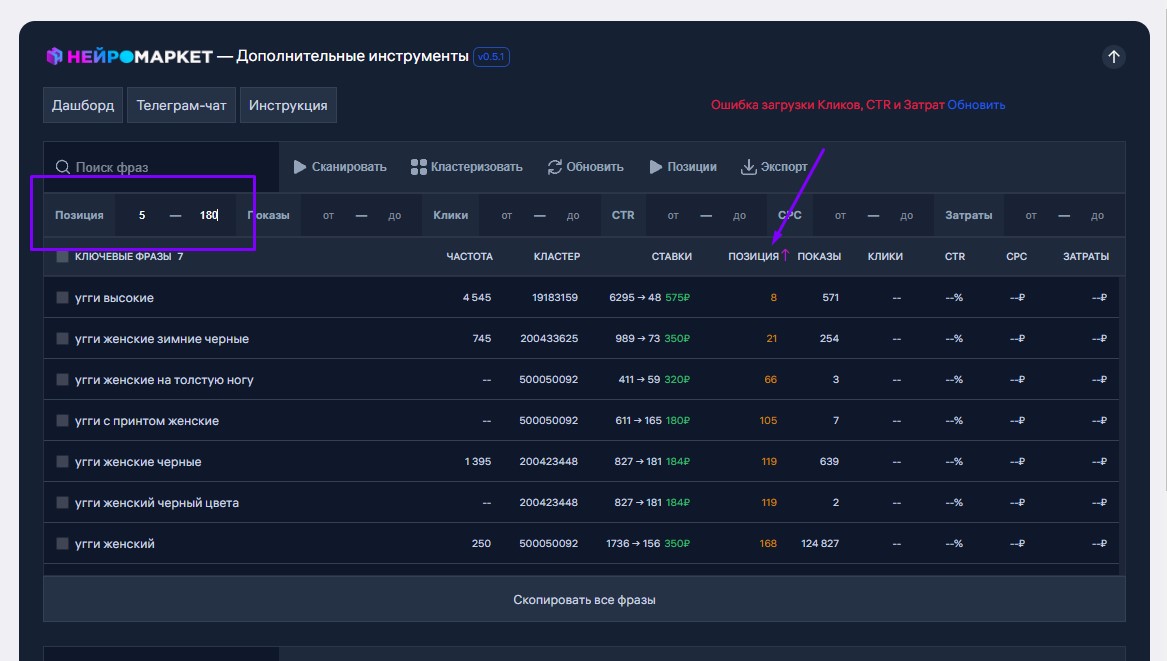 НЕЙРОМАРКЕТ — Дополнительные инструменты v0.5.1
Дашборд Телеграм-чат Инструкция Ошибка загрузки Кликов, CTR и Затрат Обновить
Поиск фраз Сканировать Кластеризовать Обновить Позиции Экспорт
Позиция 5 — 180 Показы от — до Клики от — до CTR от — до CPC от — до Затраты от — до
КЛЮЧЕВЫЕ ФРАЗЫ 7 ЧАСТОТА КЛАСТЕР СТАВКИ ПОЗИЦИЯ ↑ ПОКАЗЫ КЛИКИ CTR CPC ЗАТРАТЫ
угги высокие 4 545 19183159 6295 → 48 575₽ 8 571 -- --% --₽ --₽
угги женские зимние черные 745 200433625 989 → 73 350₽ 21 254 -- --% --₽ --₽
угги женские на толстую ногу -- 500050092 411 → 59 320₽ 66 3 -- --% --₽ --₽
угги с принтом женские -- 500050092 611 → 165 180₽ 105 7 -- --% --₽ --₽
угги женские черные 1 395 200423448 827 → 181 184₽ 119 639 -- --% --₽ --₽
угги женский черный цвета -- 200423448 827 → 181 184₽ 119 2 -- --% --₽ --₽
угги женский 250 500050092 1736 → 156 350₽ 168 124 827 -- --% --₽ --₽
Скопировать все фразы